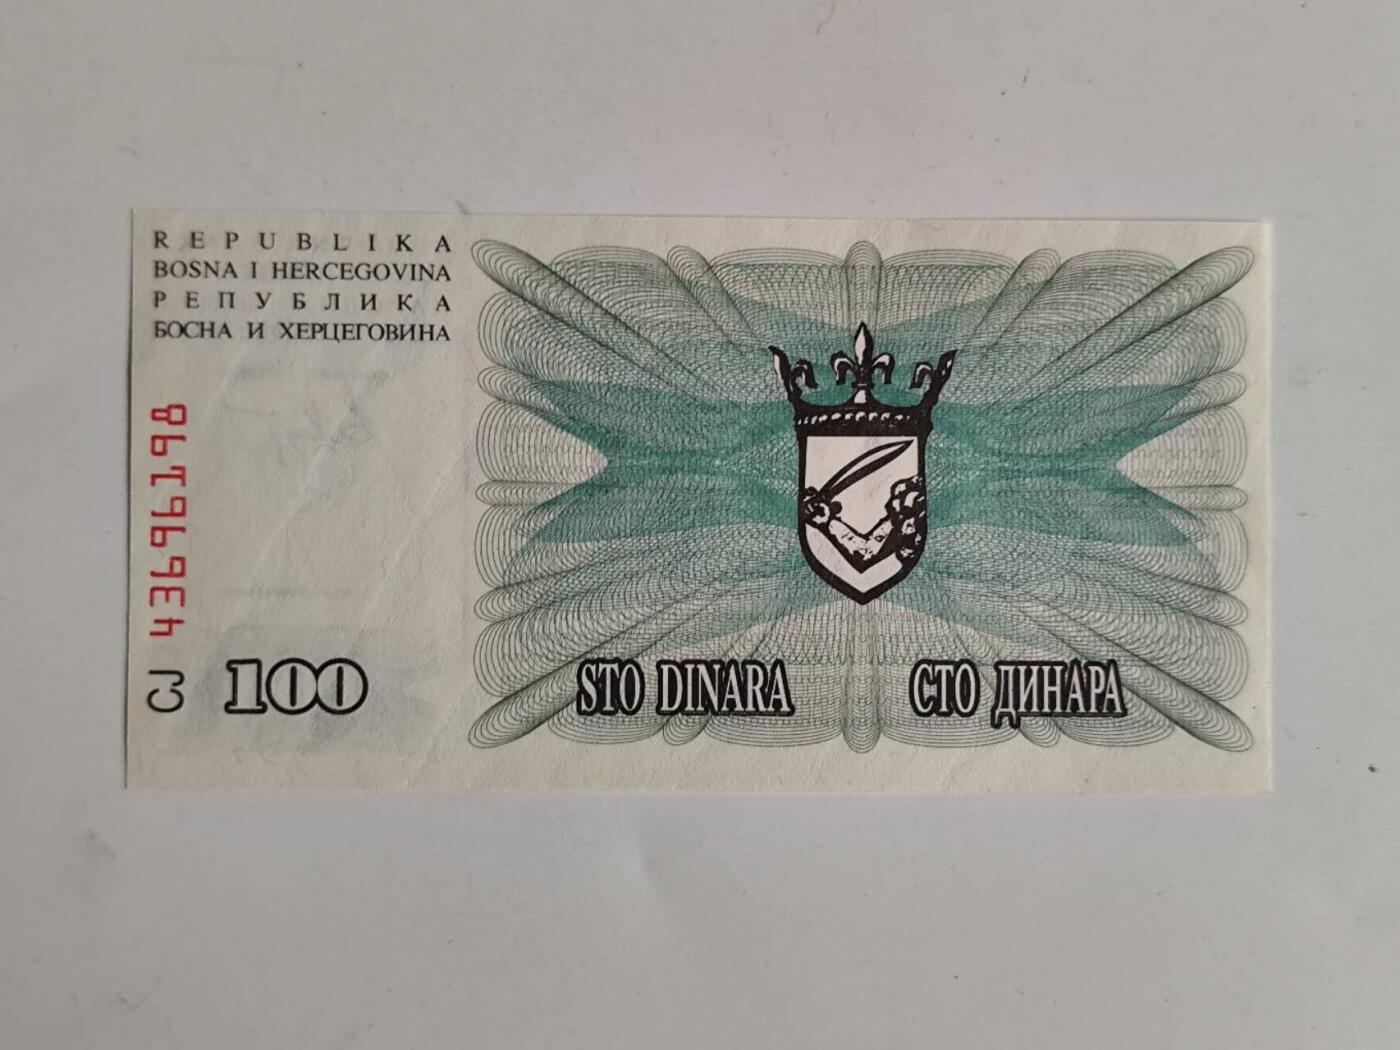 REPUBLIKA
BOSNA I HERCEGOVINA
РЕПУБЛИКА
БОСНА И ХЕРЦЕГОВИНА
CJ 43696198
100
STO DINARA
СТО ДИНАРА